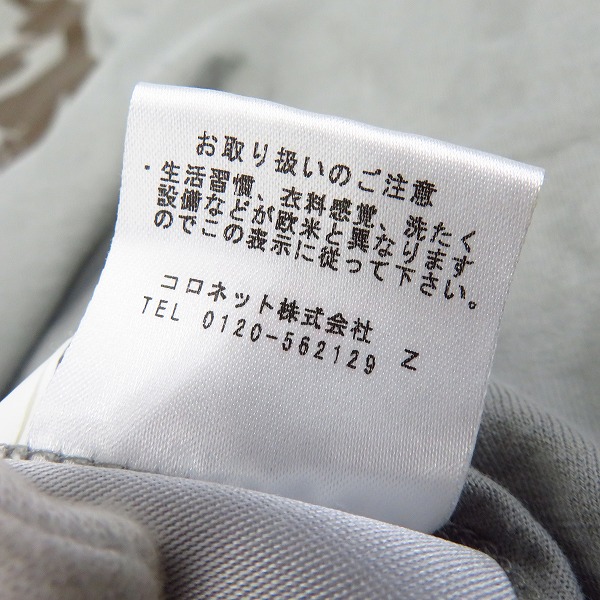 お取り扱いのご注意
・生活習慣、衣料感覚、洗たく
設備などが欧米と異なります
のでこの表示に従って下さい。
コロネット株式会社
TEL 0120-562129 Z